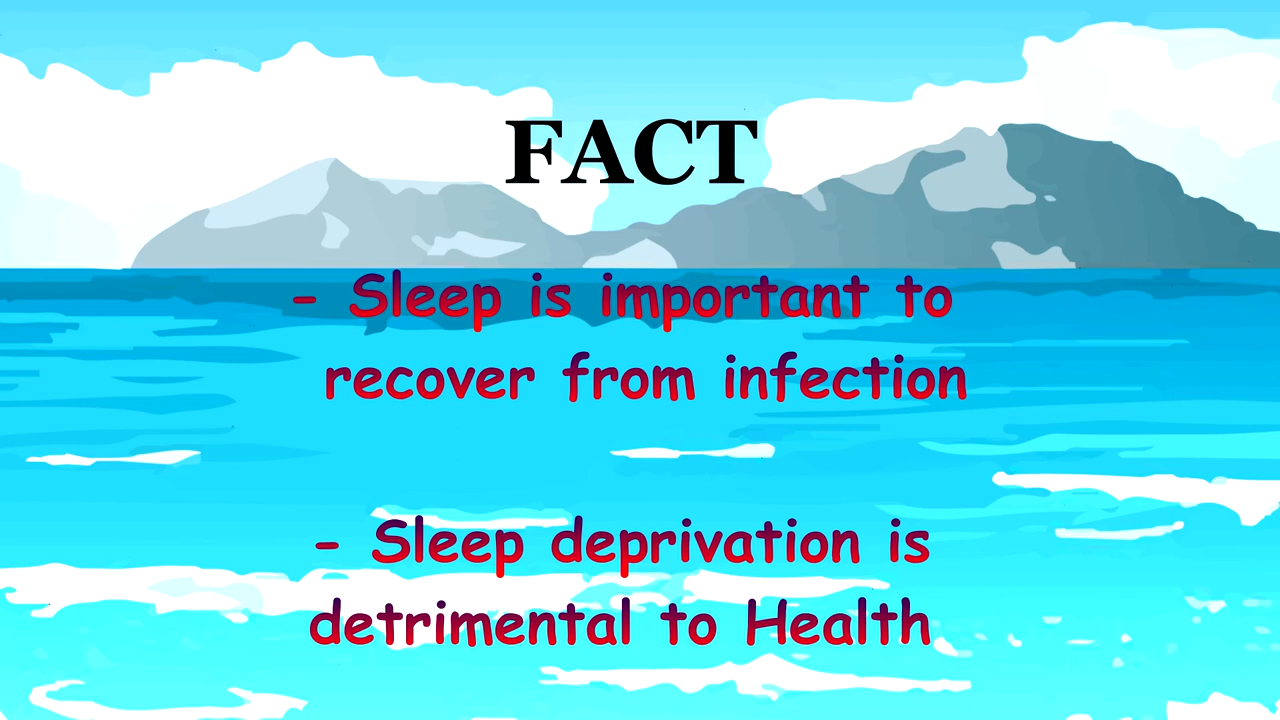 FACT
- Sleep is important to
recover from infection
- Sleep deprivation is
detrimental to Health